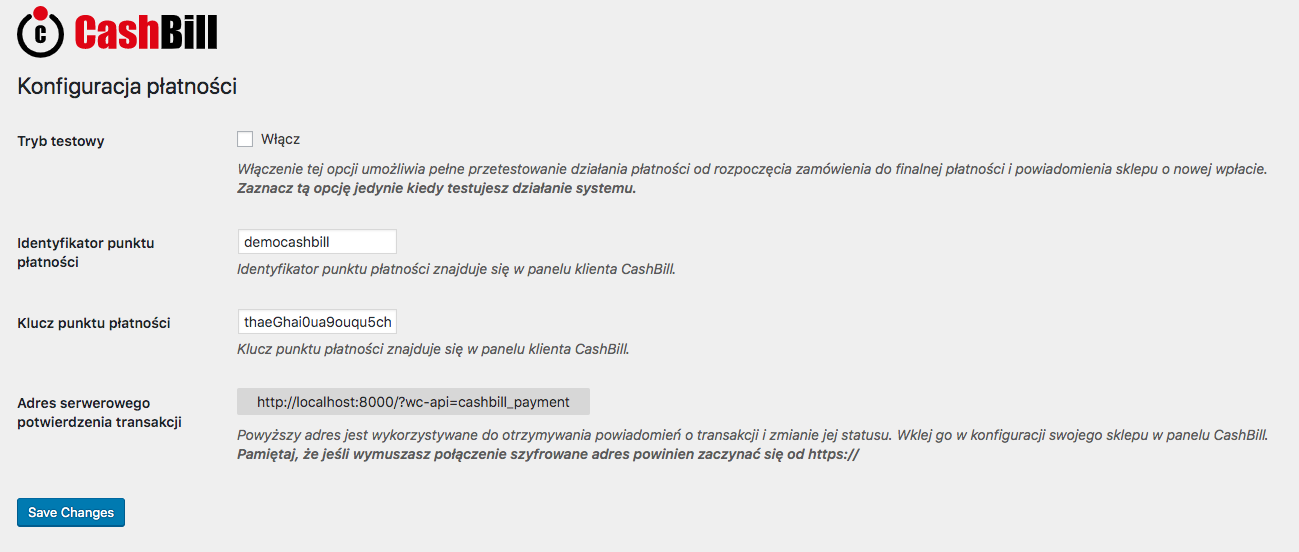 c CashBill
Konfiguracja płatności
Tryb testowy
Włącz
Włączenie tej opcji umożliwia pełne przetestowanie działania płatności od rozpoczęcia zamówienia do finalnej płatności i powiadomienia sklepu o nowej wpłacie.
Zaznacz tą opcję jedynie kiedy testujesz działanie systemu.
Identyfikator punktu
płatności
democashbill
Identyfikator punktu płatności znajduje się w panelu klienta CashBill.
Klucz punktu płatności
thaeGhai0ua9ouqu5ch
Klucz punktu płatności znajduje się w panelu klienta CashBill.
Adres serwerowego
potwierdzenia transakcji
http://localhost:8000/?wc-api=cashbill_payment
Powyższy adres jest wykorzystywane do otrzymywania powiadomień o transakcji i zmianie jej statusu. Wklej go w konfiguracji swojego sklepu w panelu CashBill.
Pamiętaj, że jeśli wymuszasz połączenie szyfrowane adres powinien zaczynać się od https://
Save Changes